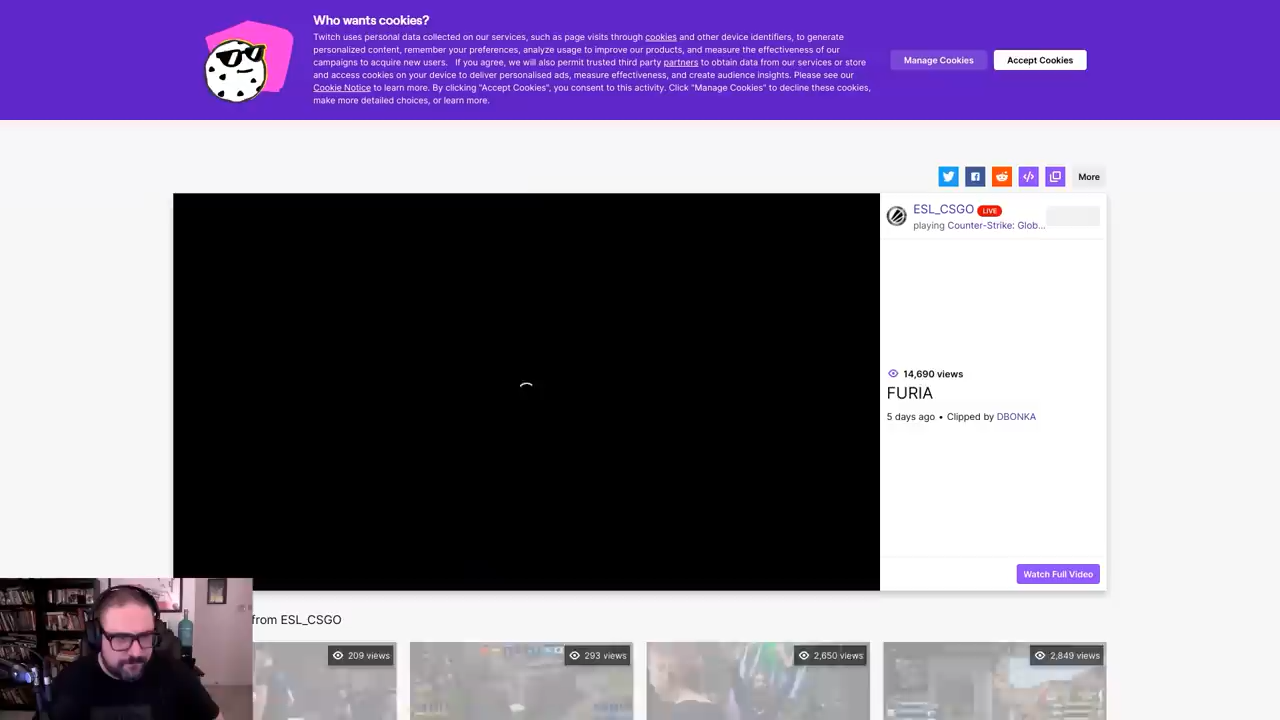 Who wants cookies?
Twitch uses personal data collected on our services, such as page visits through cookies and other device identifiers, to generate
personalized content, remember your preferences, analyze usage to improve our products, and measure the effectiveness of our
campaigns to acquire new users. If you agree, we will also permit trusted third party partners to obtain data from our services or store
and access cookies on your device to deliver personalised ads, measure effectiveness, and create audience insights. Please see our
Cookie Notice to learn more. By clicking "Accept Cookies", you consent to this activity. Click "Manage Cookies" to decline these cookies,
make more detailed choices, or learn more.
Manage Cookies
Accept Cookies
More
ESL_CSGO LIVE
playing Counter-Strike: Glob...
14,690 views
FURIA
5 days ago • Clipped by DBONKA
Watch Full Video
from ESL_CSGO
209 views
293 views
2,650 views
2,849 views